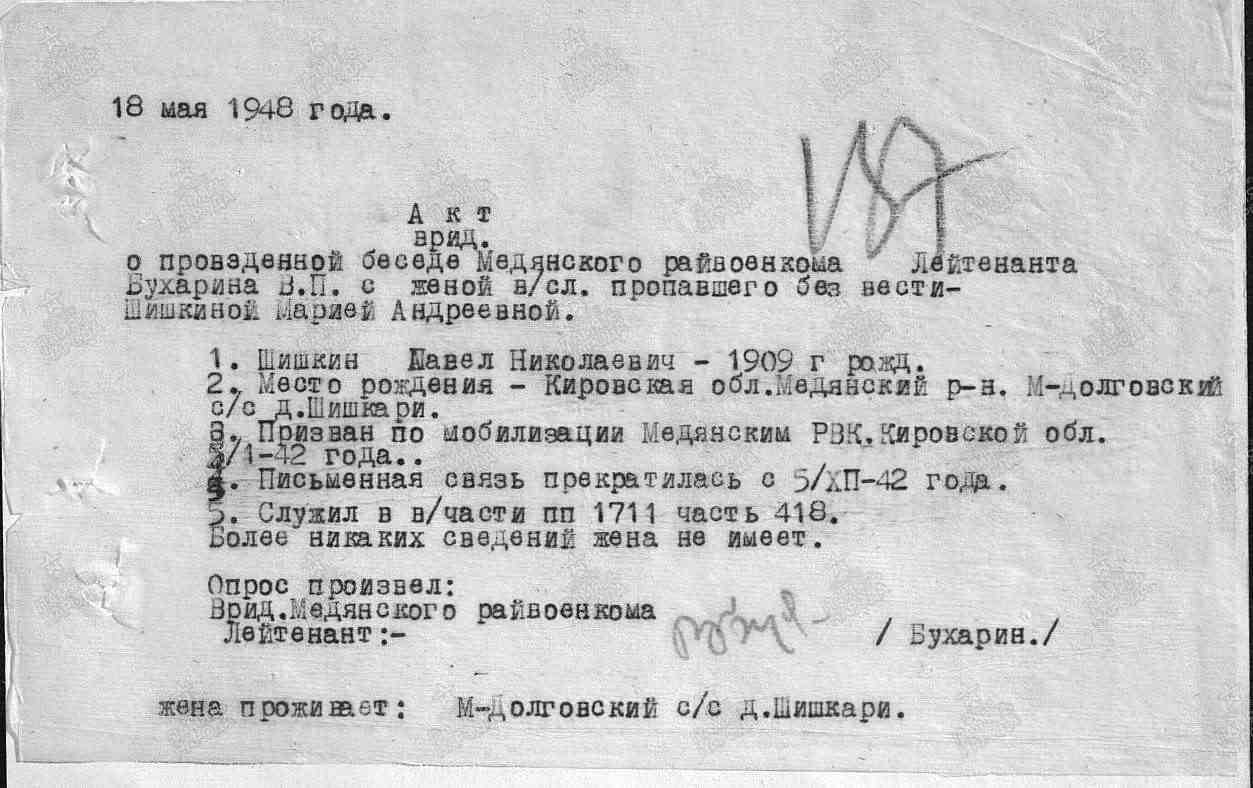 18 мая 1948 года.
187
А к т
врид.
о проведенной беседе Медянского райвоенкома Лейтенанта
Бухарина В.П. с женой в/сл. пропавшего без вести-
Шишкиной Марией Андреевной.
1. Шишкин Павел Николаевич - 1909 г рожд.
2. Место рождения - Кировская обл.Медянский р-н. М-Долговский
с/с д.Шишкари.
3. Призван по мобилизации Медянским РВК.Кировской обл.
/1-42 года..
4. Письменная связь прекратилась с 5/ХП-42 года.
5. Служил в в/части пп 1711 часть 418.
Более никаких сведений жена не имеет.
Опрос произвел:
Врид.Медянского райвоенкома
Лейтенант:- / Бухарин./
жена проживает: М-Долговский с/с д.Шишкари.